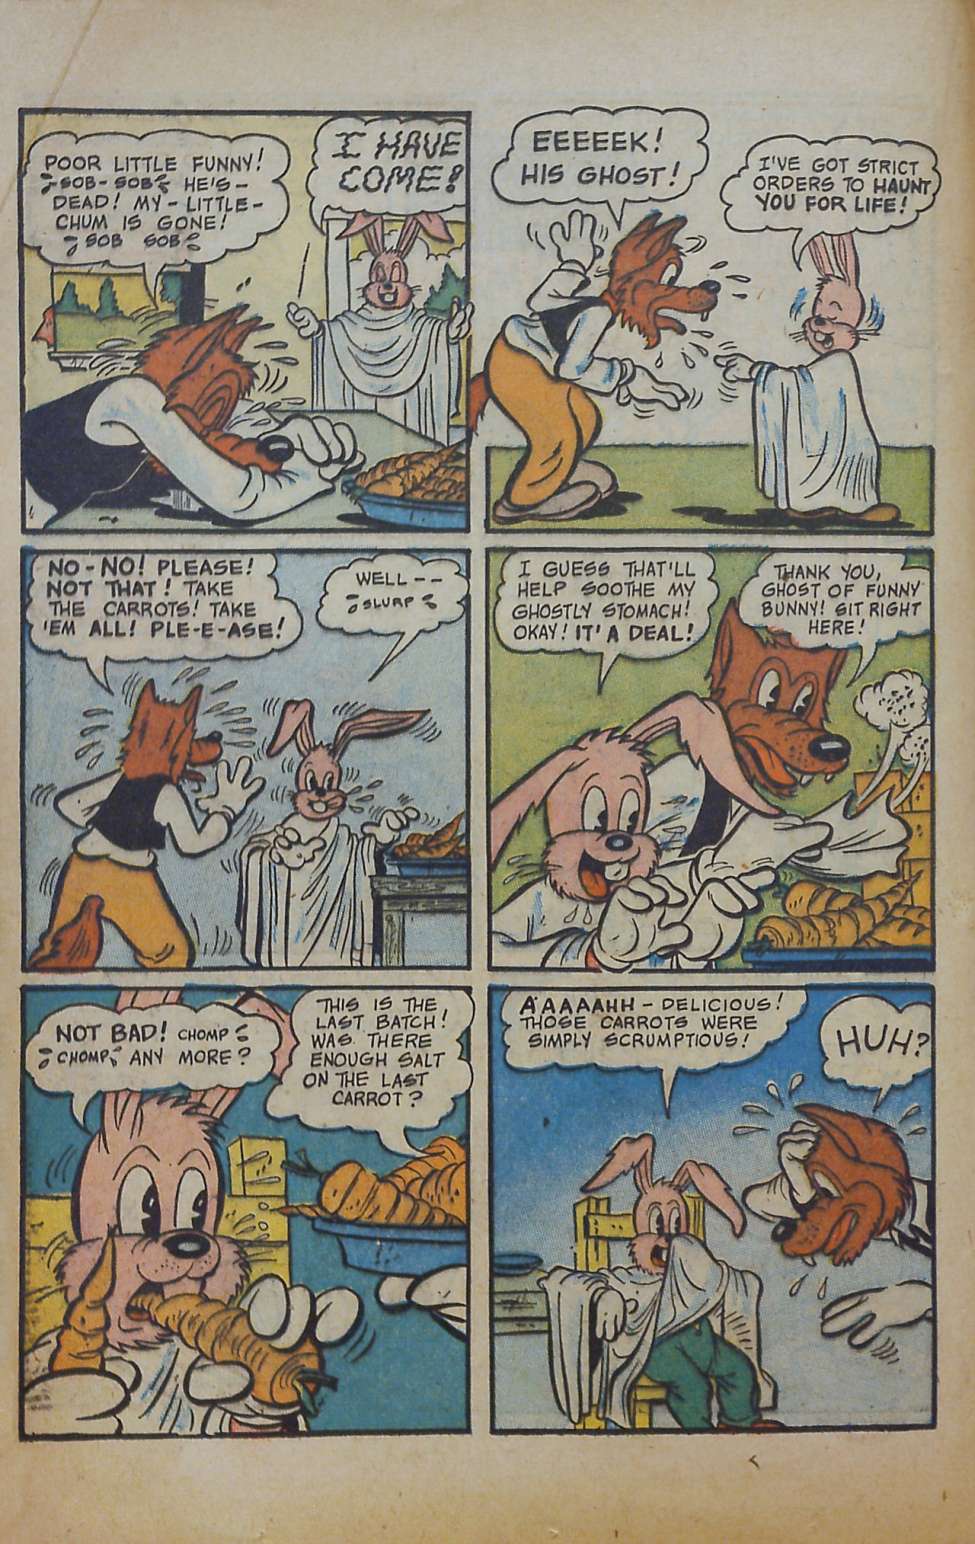 POOR LITTLE FUNNY!
SOB-SOB HE'S-
DEAD! MY-LITTLE-
CHUM IS GONE!
SOB SOB
I HAVE
COME!
EEEEEK!
HIS GHOST!
I'VE GOT STRICT
ORDERS TO HAUNT
YOU FOR LIFE!
NO-NO! PLEASE!
NOT THAT! TAKE
THE CARROTS! TAKE
'EM ALL! PLE-E-ASE!
WELL--
SLURP
I GUESS THAT'LL
HELP SOOTHE MY
GHOSTLY STOMACH!
OKAY! IT'A DEAL!
THANK YOU,
GHOST OF FUNNY
BUNNY! SIT RIGHT
HERE!
NOT BAD! CHOMP
CHOMP ANY MORE?
THIS IS THE
LAST BATCH!
WAS THERE
ENOUGH SALT
ON THE LAST
CARROT?
A'AAAAHH - DELICIOUS!
THOSE CARROTS WERE
SIMPLY SCRUMPTIOUS!
HUH?